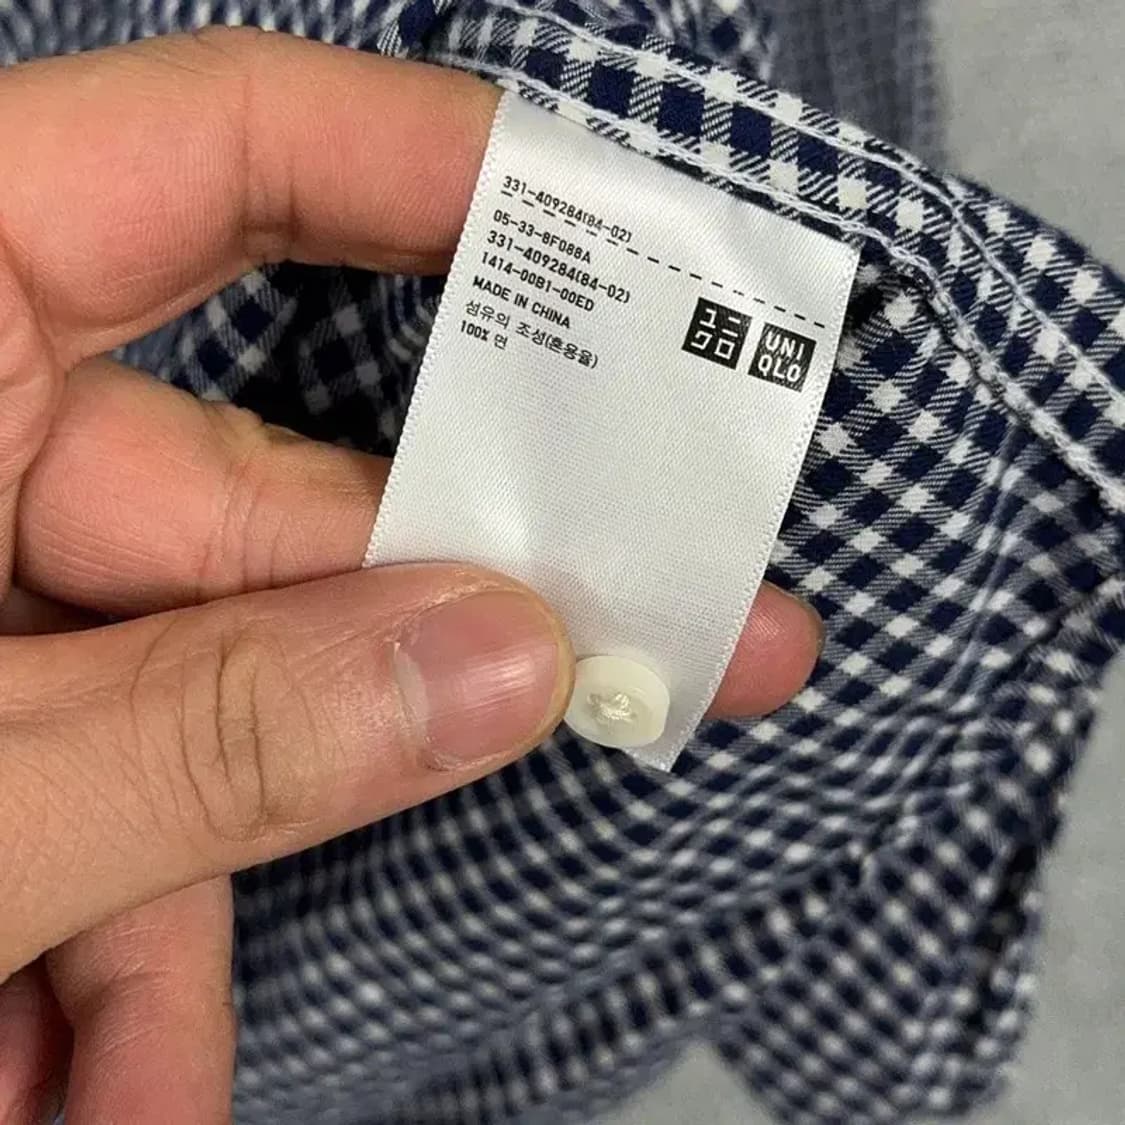 331-409284(84-02)
05-33-8F088A
331-409284(84-02)
1414-00B1-00ED
MADE IN CHINA
섬유의 조성(혼용율)
100% 면
ユニ
クロ
UNI
QLO